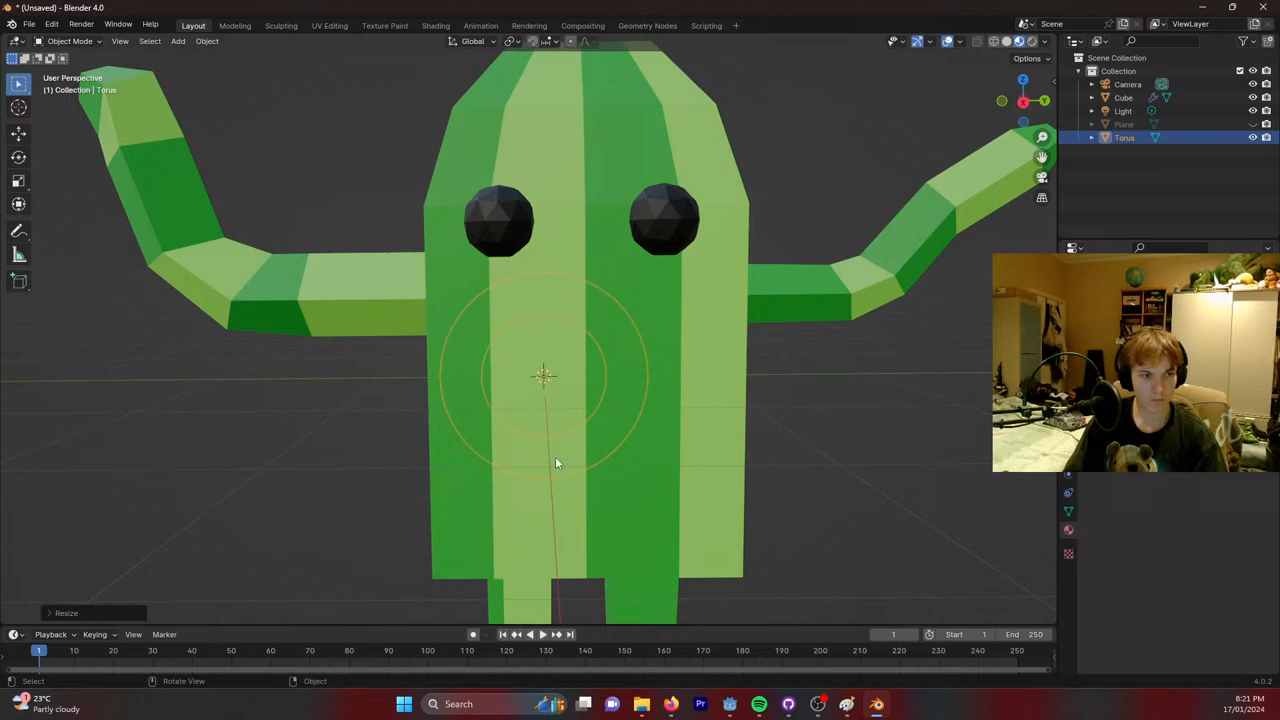 * (Unsaved) - Blender 4.0
File Edit Render Window Help Layout Modeling Sculpting UV Editing Texture Paint Shading Animation Rendering Compositing Geometry Nodes Scripting + Scene ViewLayer
Object Mode View Select Add Object Global
Options
User Perspective
(1) Collection | Torus
X
Y
Z
Scene Collection
Collection
Camera
Cube
Light
Plane
Torus
Resize
Playback Keying View Marker 1 Start 1 End 250
1 10 20 30 40 50 60 70 80 90 100 110 120 130 140 150 160 170 180 190 200 210 220 230 240 250
Select Rotate View Object 4.0.2
23°C
Partly cloudy
Search
Pr
8:21 PM
17/01/2024